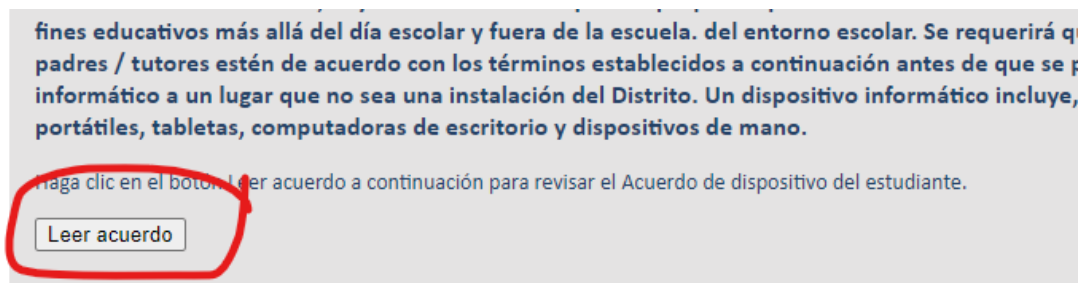 fines educativos más allá del día escolar y fuera de la escuela. del entorno escolar. Se requerirá
padres / tutores estén de acuerdo con los términos establecidos a continuación antes de que se
informático a un lugar que no sea una instalación del Distrito. Un dispositivo informático incluye,
portátiles, tabletas, computadoras de escritorio y dispositivos de mano.
Haga clic en el botón Leer acuerdo a continuación para revisar el Acuerdo de dispositivo del estudiante.
Leer acuerdo